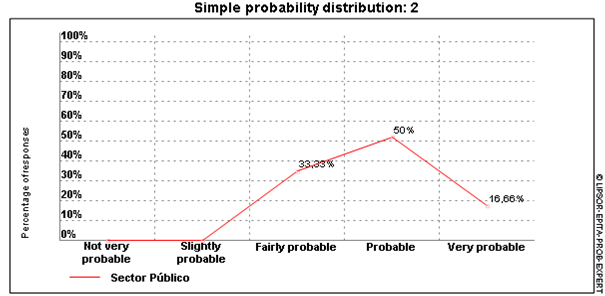 Simple probability distribution: 2
100%
90%
80%
70%
60%
50%
40%
30%
20%
10%
0%
Percentage of responses
33,33%
50%
16,66%
Not very
probable
Slightly
probable
Fairly probable
Probable
Very probable
Sector Público
© LIPSOR-EPITA-PROB-EXPERT